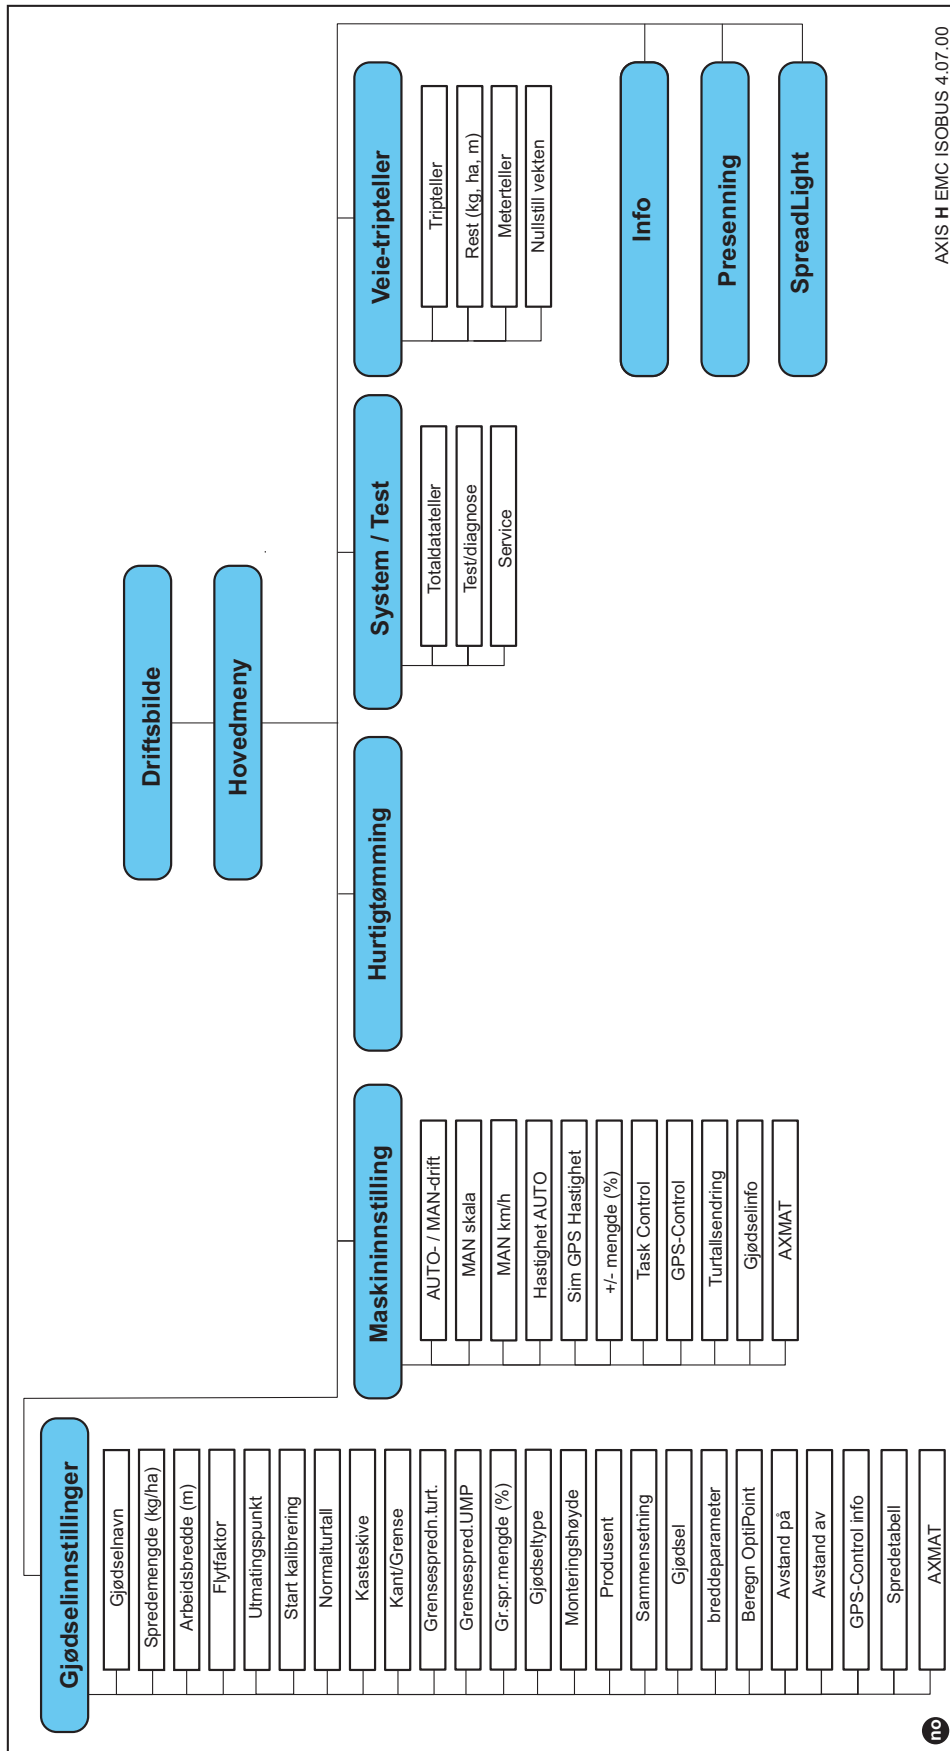 Driftsbilde
Hovedmeny
Gjødselinnstillinger
Gjødselnavn
Spredemengde (kg/ha)
Arbeidsbredde (m)
Flytfaktor
Utmatingspunkt
Start kalibrering
Normalturtall
Kasteskive
Kant/Grense
Grensespredn.turt.
Grensespred.UMP
Gr.spr.mengde (%)
Gjødseltype
Monteringshøyde
Produsent
Sammensetning
Gjødsel
breddeparameter
Beregn OptiPoint
Avstand på
Avstand av
GPS-Control info
Spredetabell
AXMAT
Maskininnstilling
AUTO- / MAN-drift
MAN skala
MAN km/h
Hastighet AUTO
Sim GPS Hastighet
+/- mengde (%)
Task Control
GPS-Control
Turtallsendring
Gjødselinfo
AXMAT
Hurtigtømming
System / Test
Totaldatateller
Test/diagnose
Service
Veie-tripteller
Tripteller
Rest (kg, ha, m)
Meterteller
Nullstill vekten
Info
Presenning
SpreadLight
no
AXIS H EMC ISOBUS 4.07.00